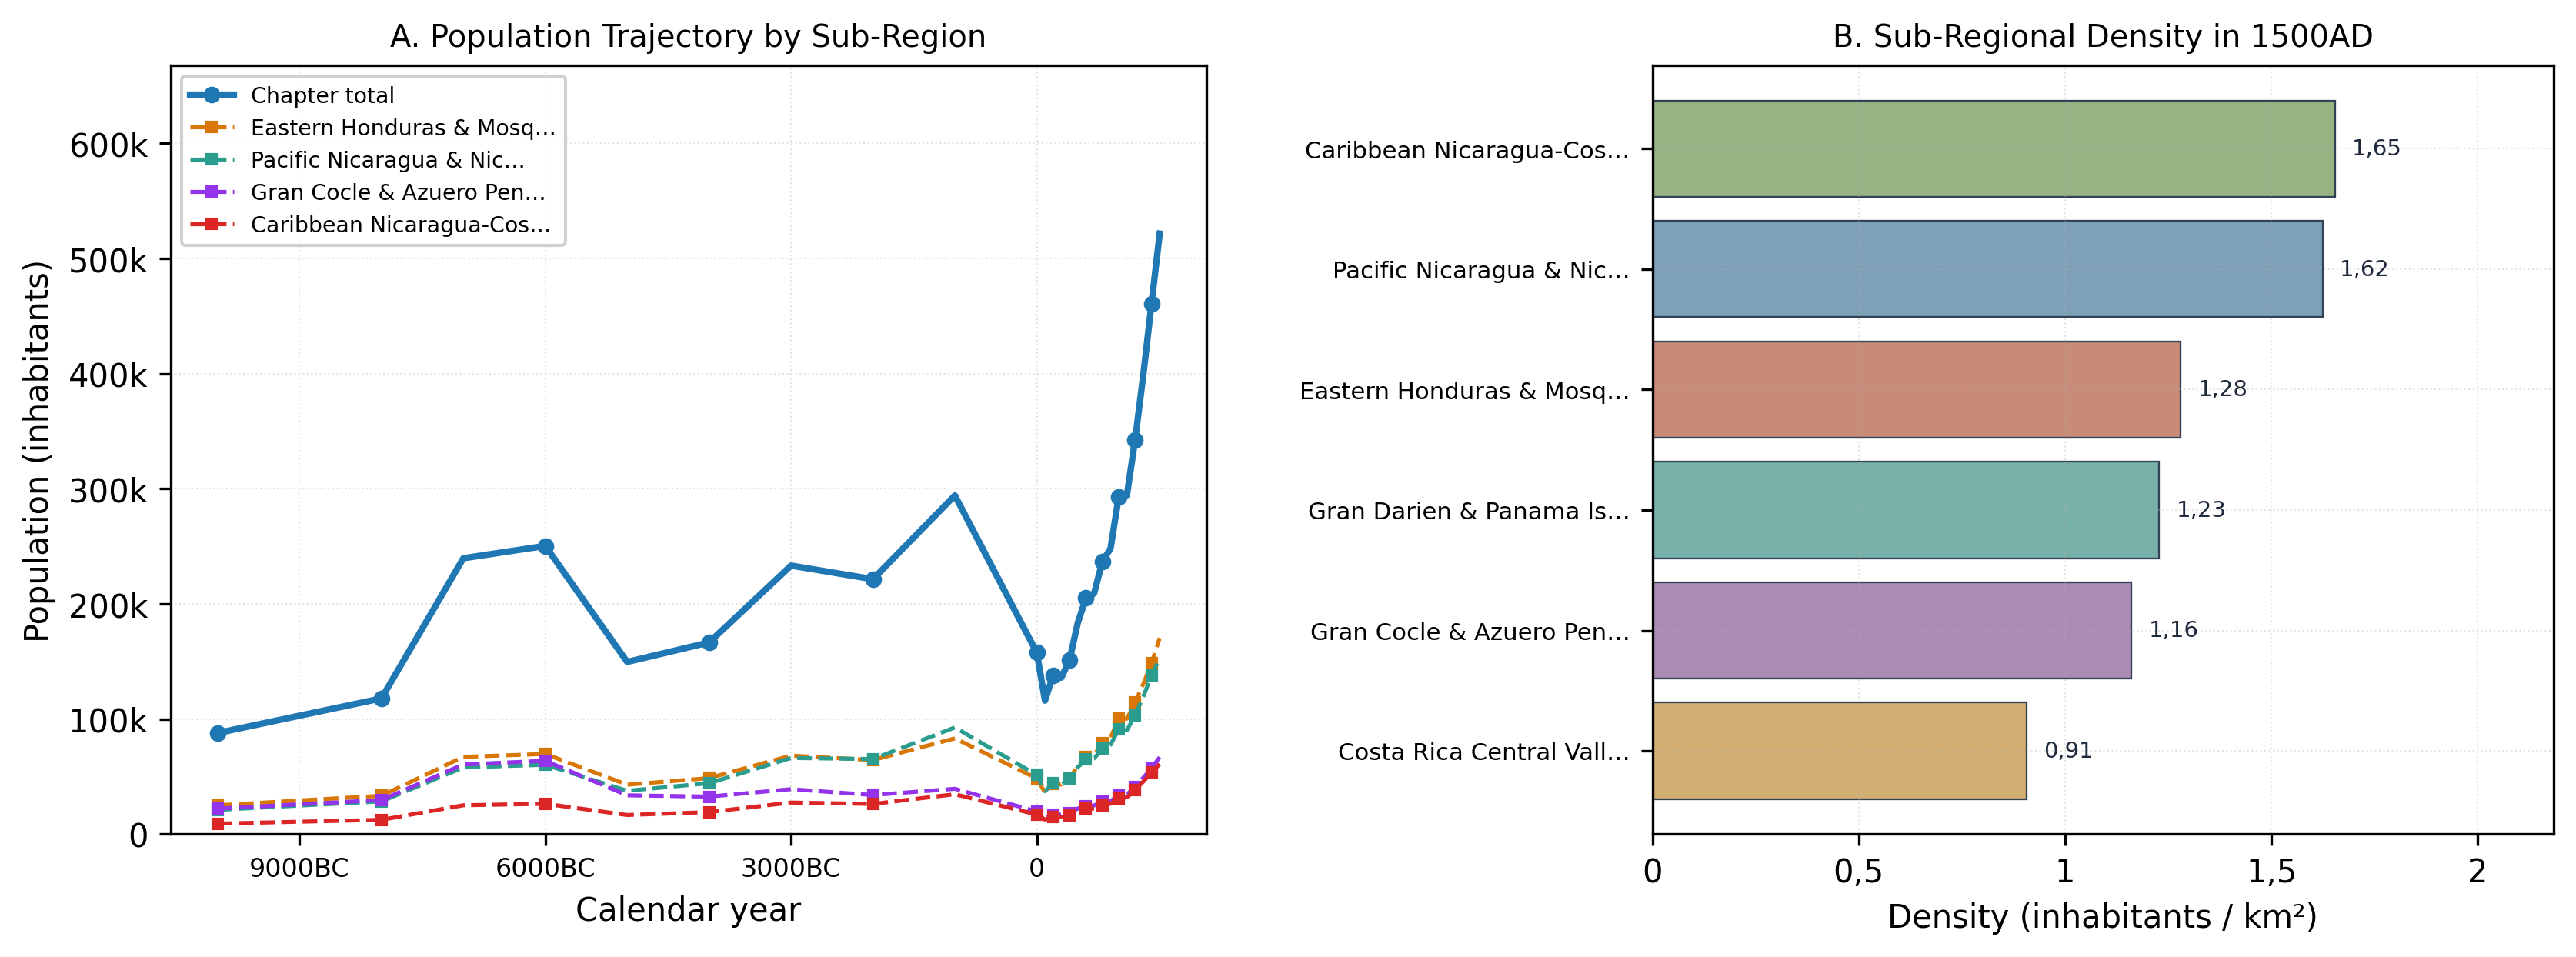 A. Population Trajectory by Sub-Region
Chapter total
Eastern Honduras & Mosq...
Pacific Nicaragua & Nic...
Gran Cocle & Azuero Pen...
Caribbean Nicaragua-Cos...
Population (inhabitants)
600k
500k
400k
300k
200k
100k
0
9000BC
6000BC
3000BC
0
Calendar year
B. Sub-Regional Density in 1500AD
Caribbean Nicaragua-Cos... 1,65
Pacific Nicaragua & Nic... 1,62
Eastern Honduras & Mosq... 1,28
Gran Darien & Panama Is... 1,23
Gran Cocle & Azuero Pen... 1,16
Costa Rica Central Vall... 0,91
0
0,5
1
1,5
2
Density (inhabitants / km²)